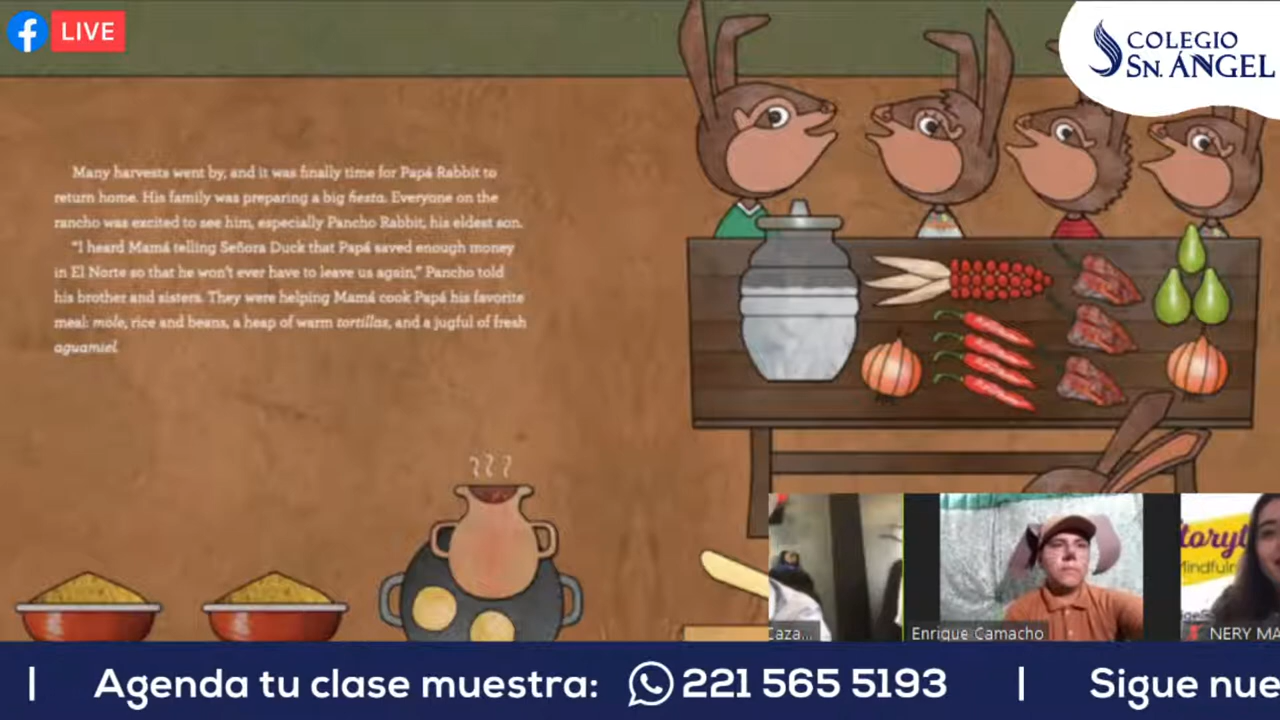 LIVE
COLEGIO
SN. ÁNGEL
Many harvests went by, and it was finally time for Papá Rabbit to
return home. His family was preparing a big fiesta. Everyone on the
rancho was excited to see him, especially Pancho Rabbit, his eldest son.
“I heard Mamá telling Señora Duck that Papá saved enough money
in El Norte so that he won't ever have to leave us again,” Pancho told
his brother and sisters. They were helping Mamá cook Papá his favorite
meal: mole, rice and beans, a heap of warm tortillas, and a jugful of fresh
aguamiel.
Caza...
Enrique Camacho
NERY MA
| Agenda tu clase muestra: 221 565 5193 | Sigue nue